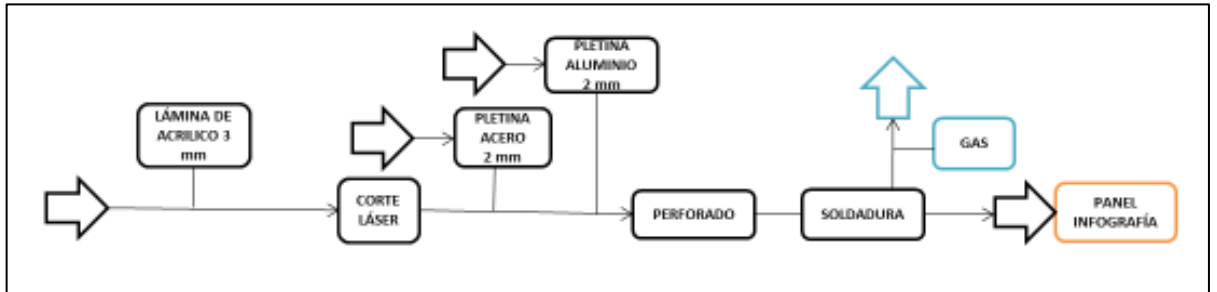 LÁMINA DE
ACRILICO 3
mm
PLETINA
ACERO
2 mm
PLETINA
ALUMINIO
2 mm
CORTE
LÁSER
PERFORADO
SOLDADURA
GAS
PANEL
INFOGRAFÍA